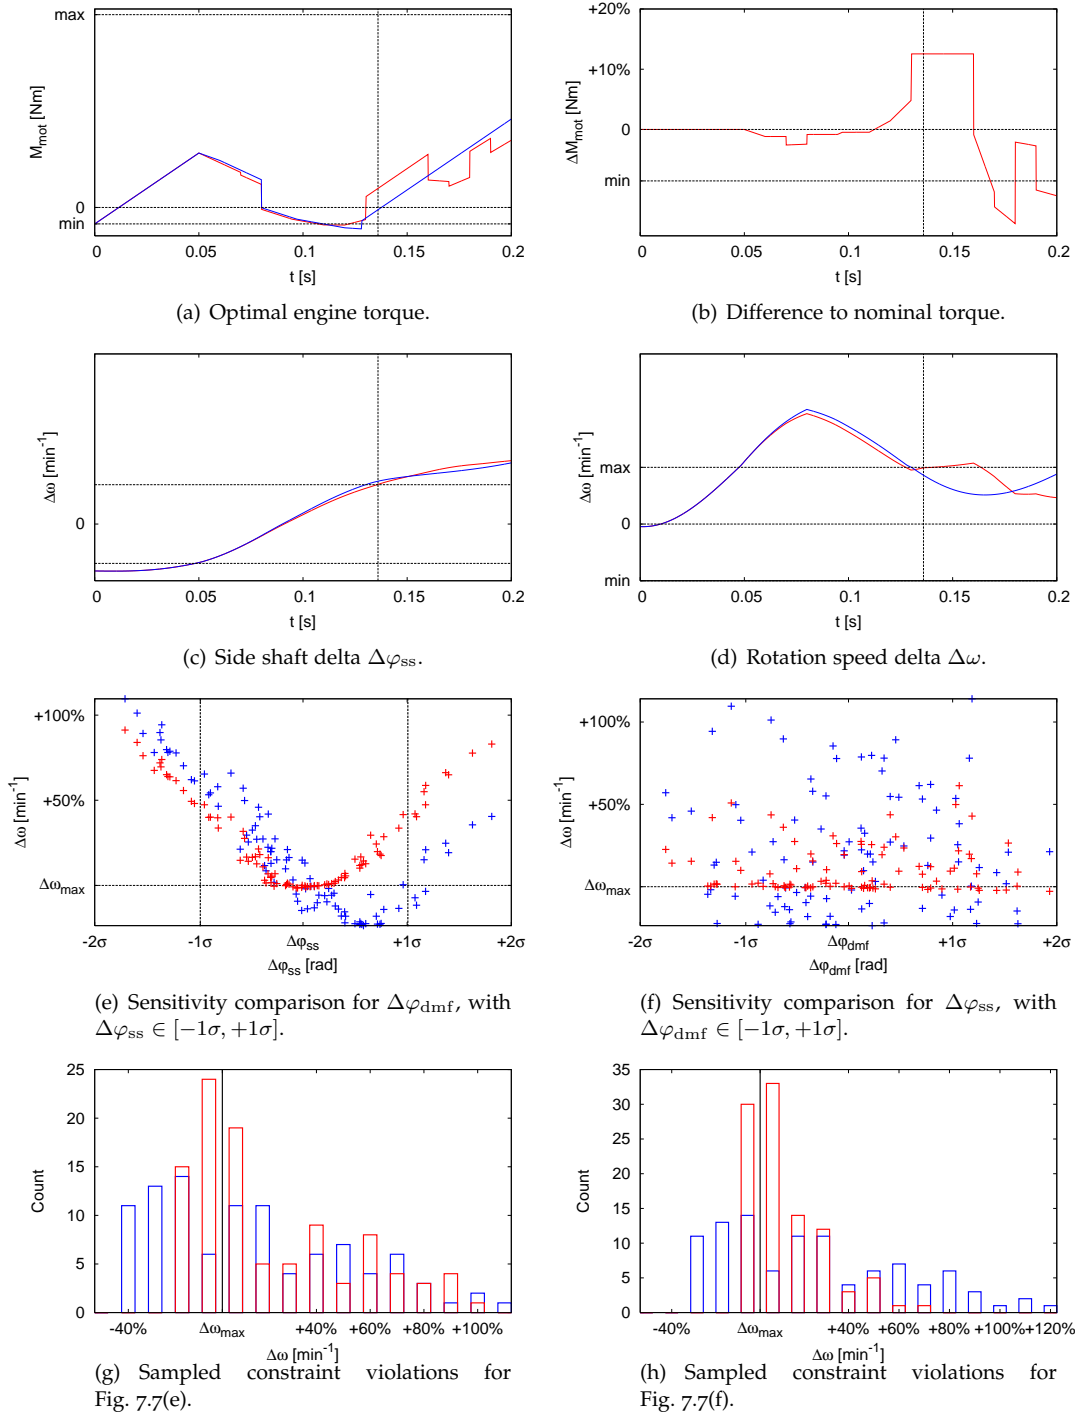 max
M_mot [Nm]
0
min
0 0.05 0.1 0.15 0.2
t [s]
(a) Optimal engine torque.
+20%
+10%
ΔM_mot [Nm]
0
min
0 0.05 0.1 0.15 0.2
t [s]
(b) Difference to nominal torque.
Δω [min⁻¹]
0
0 0.05 0.1 0.15 0.2
t [s]
(c) Side shaft delta Δφ_ss.
Δω [min⁻¹]
max
0
min
0 0.05 0.1 0.15 0.2
t [s]
(d) Rotation speed delta Δω.
+100%
+50%
Δω [min⁻¹]
Δω_max
-2σ -1σ Δφ_ss +1σ +2σ
Δφ_ss [rad]
(e) Sensitivity comparison for Δφ_dmf, with
Δφ_ss ∈ [−1σ, +1σ].
+100%
+50%
Δω [min⁻¹]
Δω_max
-2σ -1σ Δφ_dmf +1σ +2σ
Δφ_dmf [rad]
(f) Sensitivity comparison for Δφ_ss, with
Δφ_dmf ∈ [−1σ, +1σ].
25
20
15
10
5
0
Count
-40% Δω_max +40% +60% +80% +100%
Δω [min⁻¹]
(g) Sampled constraint violations for
Fig. 7.7(e).
35
30
25
20
15
10
5
0
Count
-40% Δω_max +40% +60% +80% +100% +120%
Δω [min⁻¹]
(h) Sampled constraint violations for
Fig. 7.7(f).